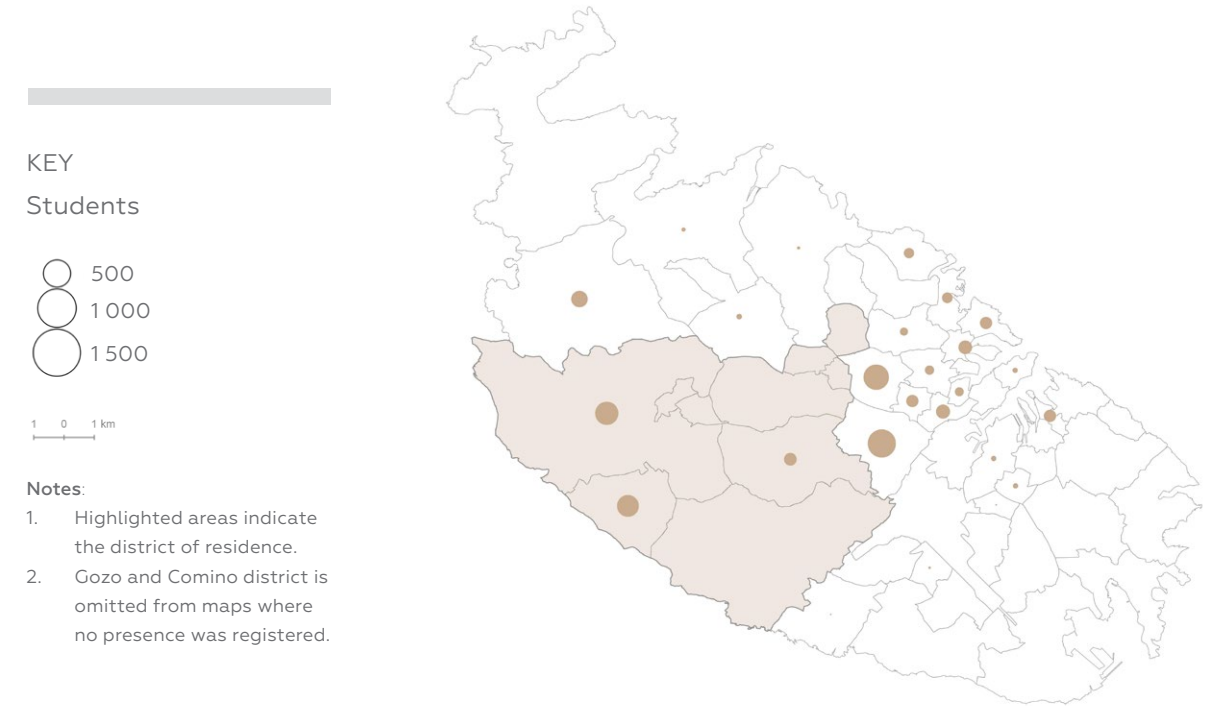 KEY
Students
500
1 000
1 500
1 0 1 km
Notes:
1. Highlighted areas indicate
the district of residence.
2. Gozo and Comino district is
omitted from maps where
no presence was registered.